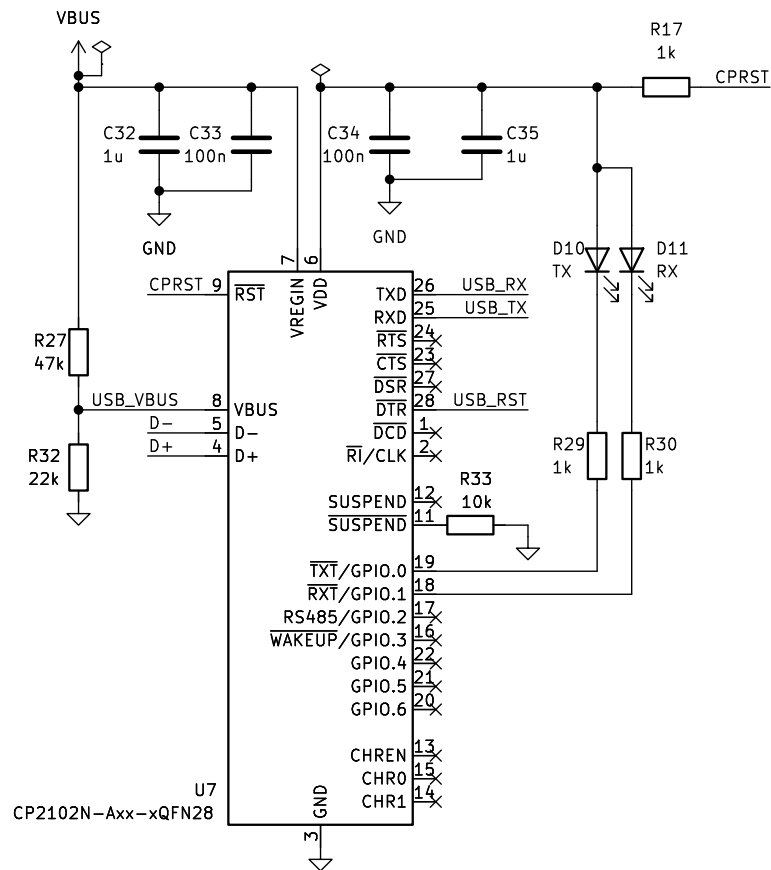 VBUS
R17
1k
CPRST
C32
1u
C33
100n
C34
100n
C35
1u
GND
GND
7
6
D10
TX
D11
RX
CPRST 9 RST
VREGIN
VDD
TXD 26 USB_RX
RXD 25 USB_TX
RTS 24
CTS 23
DSR 27
DTR 28 USB_RST
DCD 1
RI/CLK 2
R27
47k
USB_VBUS 8 VBUS
D- 5 D-
D+ 4 D+
R32
22k
R29
1k
R30
1k
SUSPEND 12
SUSPEND 11
R33
10k
TXT/GPIO.0 19
RXT/GPIO.1 18
RS485/GPIO.2 17
WAKEUP/GPIO.3 16
GPIO.4 22
GPIO.5 21
GPIO.6 20
CHREN 13
CHR0 15
CHR1 14
U7
CP2102N-Axx-xQFN28
GND
3